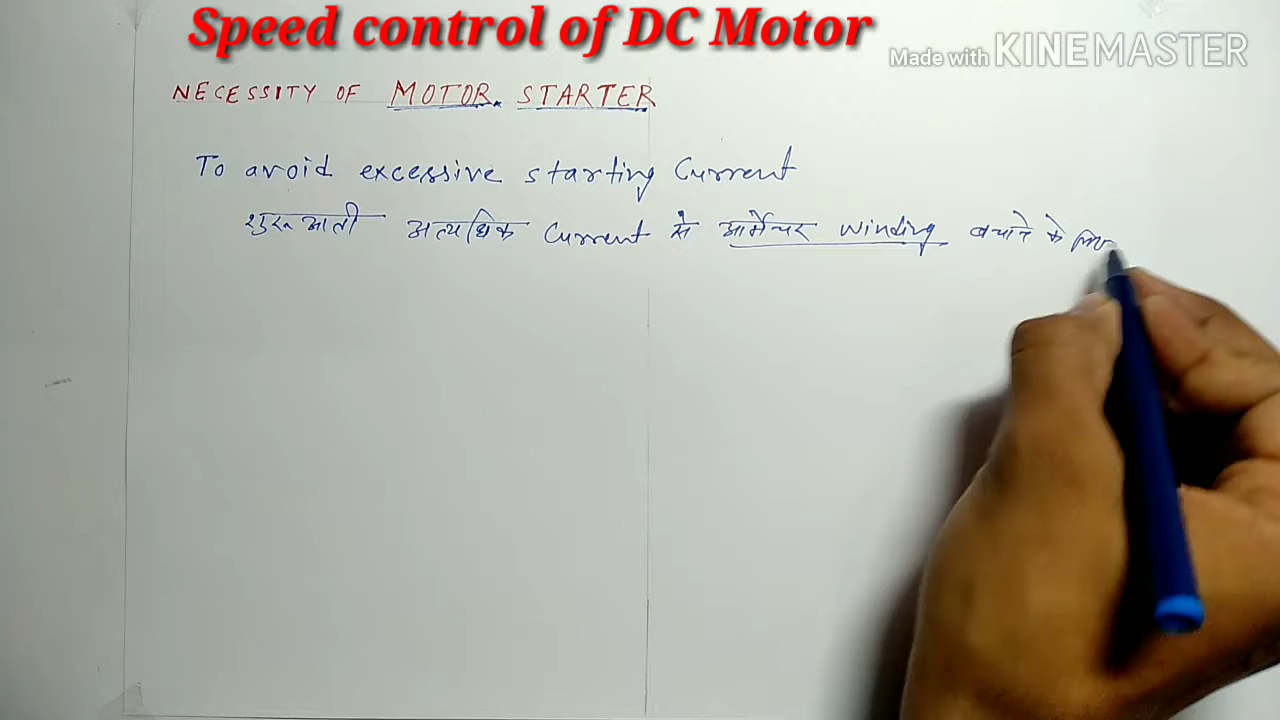 Speed control of DC Motor
Made with KINEMASTER
NECESSITY OF MOTOR STARTER
To avoid excessive starting Current
शुरूआती अत्यधिक Current से आर्मेचर winding बचाने के लिए